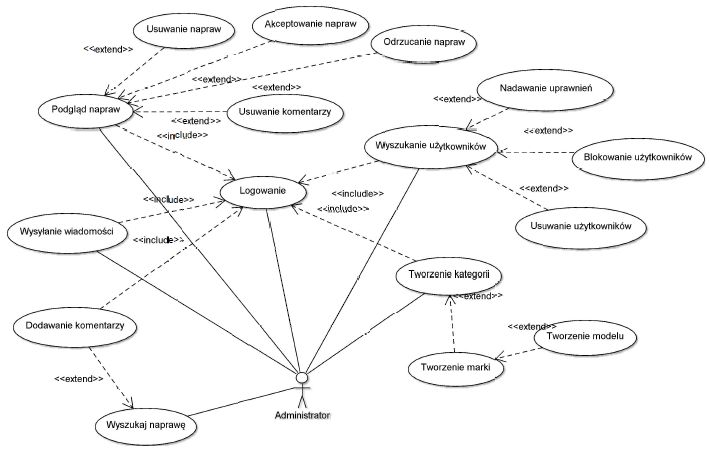 Usuwanie napraw
Akceptowanie napraw
Odrzucanie napraw
<<extend>>
<<extend>>
<<extend>>
Nadawanie uprawnień
Podgląd napraw
<<extend>>
Usuwanie komentarzy
<<extend>>
<<include>>
<<extend>>
Wyszukanie użytkowników
Blokowanie użytkowników
Logowanie
<<extend>>
<<include>>
<<include>>
<<include>>
Wysyłanie wiadomości
<<include>>
Usuwanie użytkowników
Tworzenie kategorii
<<extend>>
Dodawanie komentarzy
<<extend>>
Tworzenie modelu
Tworzenie marki
<<extend>>
Administrator
Wyszukaj naprawę